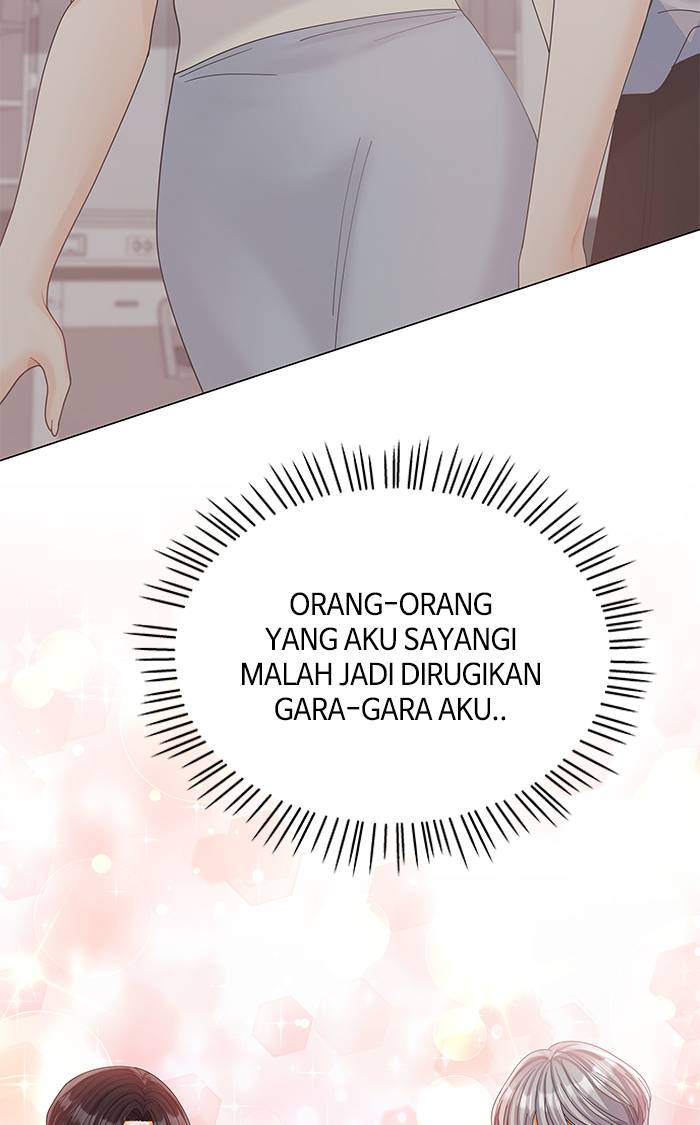 ORANG-ORANG
YANG AKU SAYANGI
MALAH JADI DIRUGIKAN
GARA-GARA AKU..